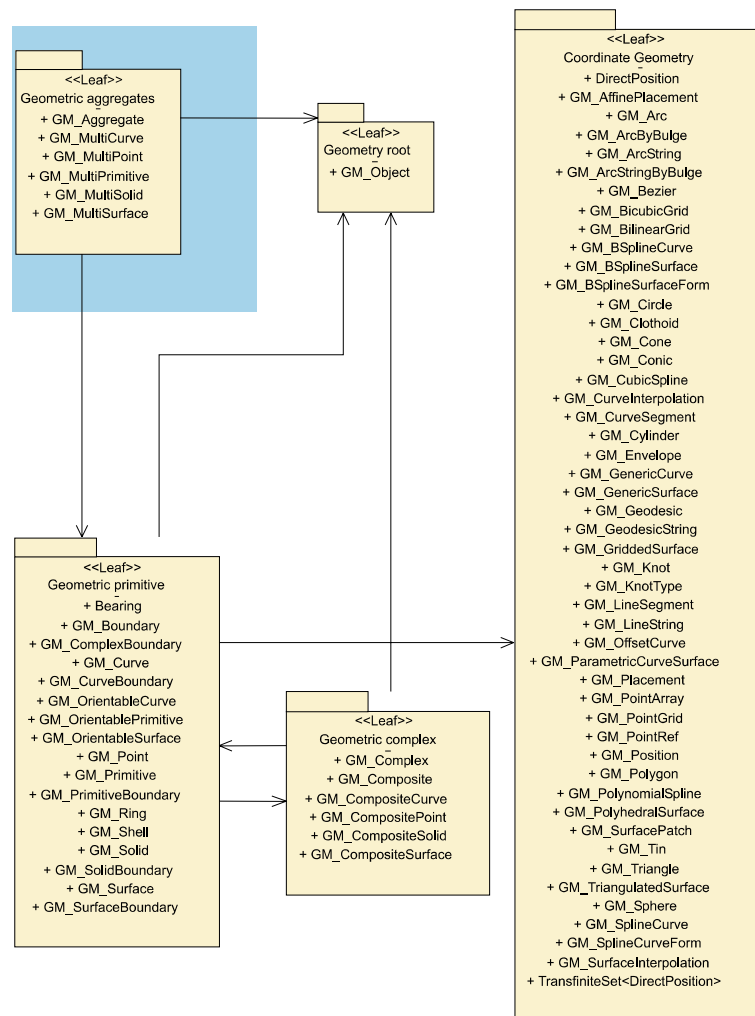 <<Leaf>>
Geometric aggregates
+ GM_Aggregate
+ GM_MultiCurve
+ GM_MultiPoint
+ GM_MultiPrimitive
+ GM_MultiSolid
+ GM_MultiSurface
<<Leaf>>
Geometry root
+ GM_Object
<<Leaf>>
Coordinate Geometry
+ DirectPosition
+ GM_AffinePlacement
+ GM_Arc
+ GM_ArcByBulge
+ GM_ArcString
+ GM_ArcStringByBulge
+ GM_Bezier
+ GM_BicubicGrid
+ GM_BilinearGrid
+ GM_BSplineCurve
+ GM_BSplineSurface
+ GM_BSplineSurfaceForm
+ GM_Circle
+ GM_Clothoid
+ GM_Cone
+ GM_Conic
+ GM_CubicSpline
+ GM_CurveInterpolation
+ GM_CurveSegment
+ GM_Cylinder
+ GM_Envelope
+ GM_GenericCurve
+ GM_GenericSurface
+ GM_Geodesic
+ GM_GeodesicString
+ GM_GriddedSurface
+ GM_Knot
+ GM_KnotType
+ GM_LineSegment
+ GM_LineString
+ GM_OffsetCurve
+ GM_ParametricCurveSurface
+ GM_Placement
+ GM_PointArray
+ GM_PointGrid
+ GM_PointRef
+ GM_Position
+ GM_Polygon
+ GM_PolynomialSpline
+ GM_PolyhedralSurface
+ GM_SurfacePatch
+ GM_Tin
+ GM_Triangle
+ GM_TriangulatedSurface
+ GM_Sphere
+ GM_SplineCurve
+ GM_SplineCurveForm
+ GM_SurfaceInterpolation
+ TransfiniteSet<DirectPosition>
<<Leaf>>
Geometric primitive
+ Bearing
+ GM_Boundary
+ GM_ComplexBoundary
+ GM_Curve
+ GM_CurveBoundary
+ GM_OrientableCurve
+ GM_OrientablePrimitive
+ GM_OrientableSurface
+ GM_Point
+ GM_Primitive
+ GM_PrimitiveBoundary
+ GM_Ring
+ GM_Shell
+ GM_Solid
+ GM_SolidBoundary
+ GM_Surface
+ GM_SurfaceBoundary
<<Leaf>>
Geometric complex
+ GM_Complex
+ GM_Composite
+ GM_CompositeCurve
+ GM_CompositePoint
+ GM_CompositeSolid
+ GM_CompositeSurface